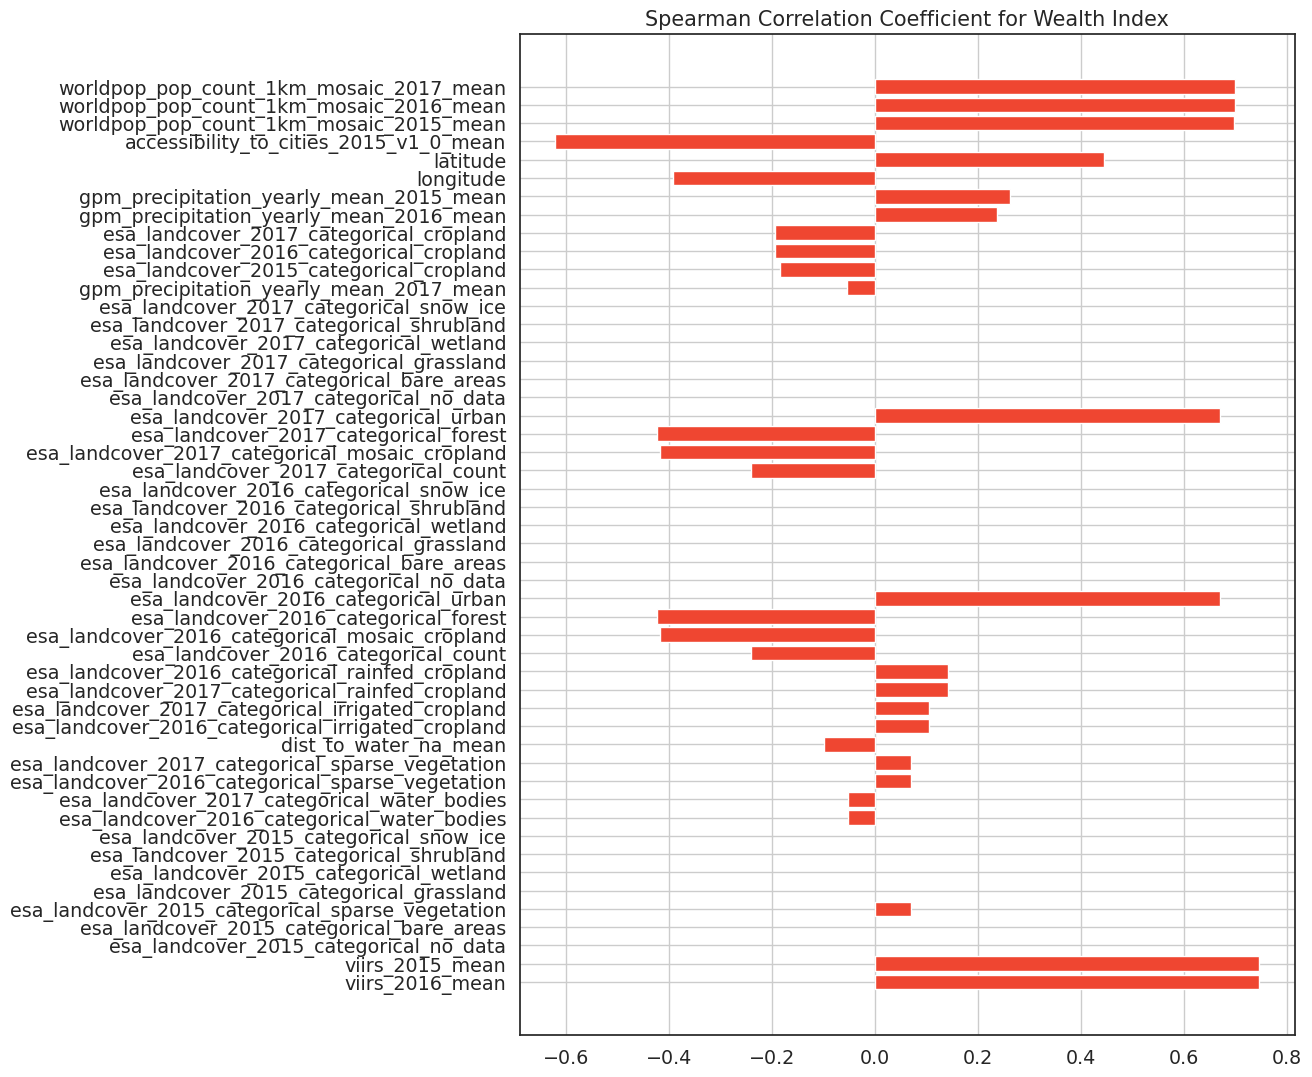 Spearman Correlation Coefficient for Wealth Index
worldpop_pop_count_1km_mosaic_2017_mean
worldpop_pop_count_1km_mosaic_2016_mean
worldpop_pop_count_1km_mosaic_2015_mean
accessibility_to_cities_2015_v1_0_mean
latitude
longitude
gpm_precipitation_yearly_mean_2015_mean
gpm_precipitation_yearly_mean_2016_mean
esa_landcover_2017_categorical_cropland
esa_landcover_2016_categorical_cropland
esa_landcover_2015_categorical_cropland
gpm_precipitation_yearly_mean_2017_mean
esa_landcover_2017_categorical_snow_ice
esa_landcover_2017_categorical_shrubland
esa_landcover_2017_categorical_wetland
esa_landcover_2017_categorical_grassland
esa_landcover_2017_categorical_bare_areas
esa_landcover_2017_categorical_no_data
esa_landcover_2017_categorical_urban
esa_landcover_2017_categorical_forest
esa_landcover_2017_categorical_mosaic_cropland
esa_landcover_2017_categorical_count
esa_landcover_2016_categorical_snow_ice
esa_landcover_2016_categorical_shrubland
esa_landcover_2016_categorical_wetland
esa_landcover_2016_categorical_grassland
esa_landcover_2016_categorical_bare_areas
esa_landcover_2016_categorical_no_data
esa_landcover_2016_categorical_urban
esa_landcover_2016_categorical_forest
esa_landcover_2016_categorical_mosaic_cropland
esa_landcover_2016_categorical_count
esa_landcover_2016_categorical_rainfed_cropland
esa_landcover_2017_categorical_rainfed_cropland
esa_landcover_2017_categorical_irrigated_cropland
esa_landcover_2016_categorical_irrigated_cropland
dist_to_water_na_mean
esa_landcover_2017_categorical_sparse_vegetation
esa_landcover_2016_categorical_sparse_vegetation
esa_landcover_2017_categorical_water_bodies
esa_landcover_2016_categorical_water_bodies
esa_landcover_2015_categorical_snow_ice
esa_landcover_2015_categorical_shrubland
esa_landcover_2015_categorical_wetland
esa_landcover_2015_categorical_grassland
esa_landcover_2015_categorical_sparse_vegetation
esa_landcover_2015_categorical_bare_areas
esa_landcover_2015_categorical_no_data
viirs_2015_mean
viirs_2016_mean
−0.6 −0.4 −0.2 0.0 0.2 0.4 0.6 0.8